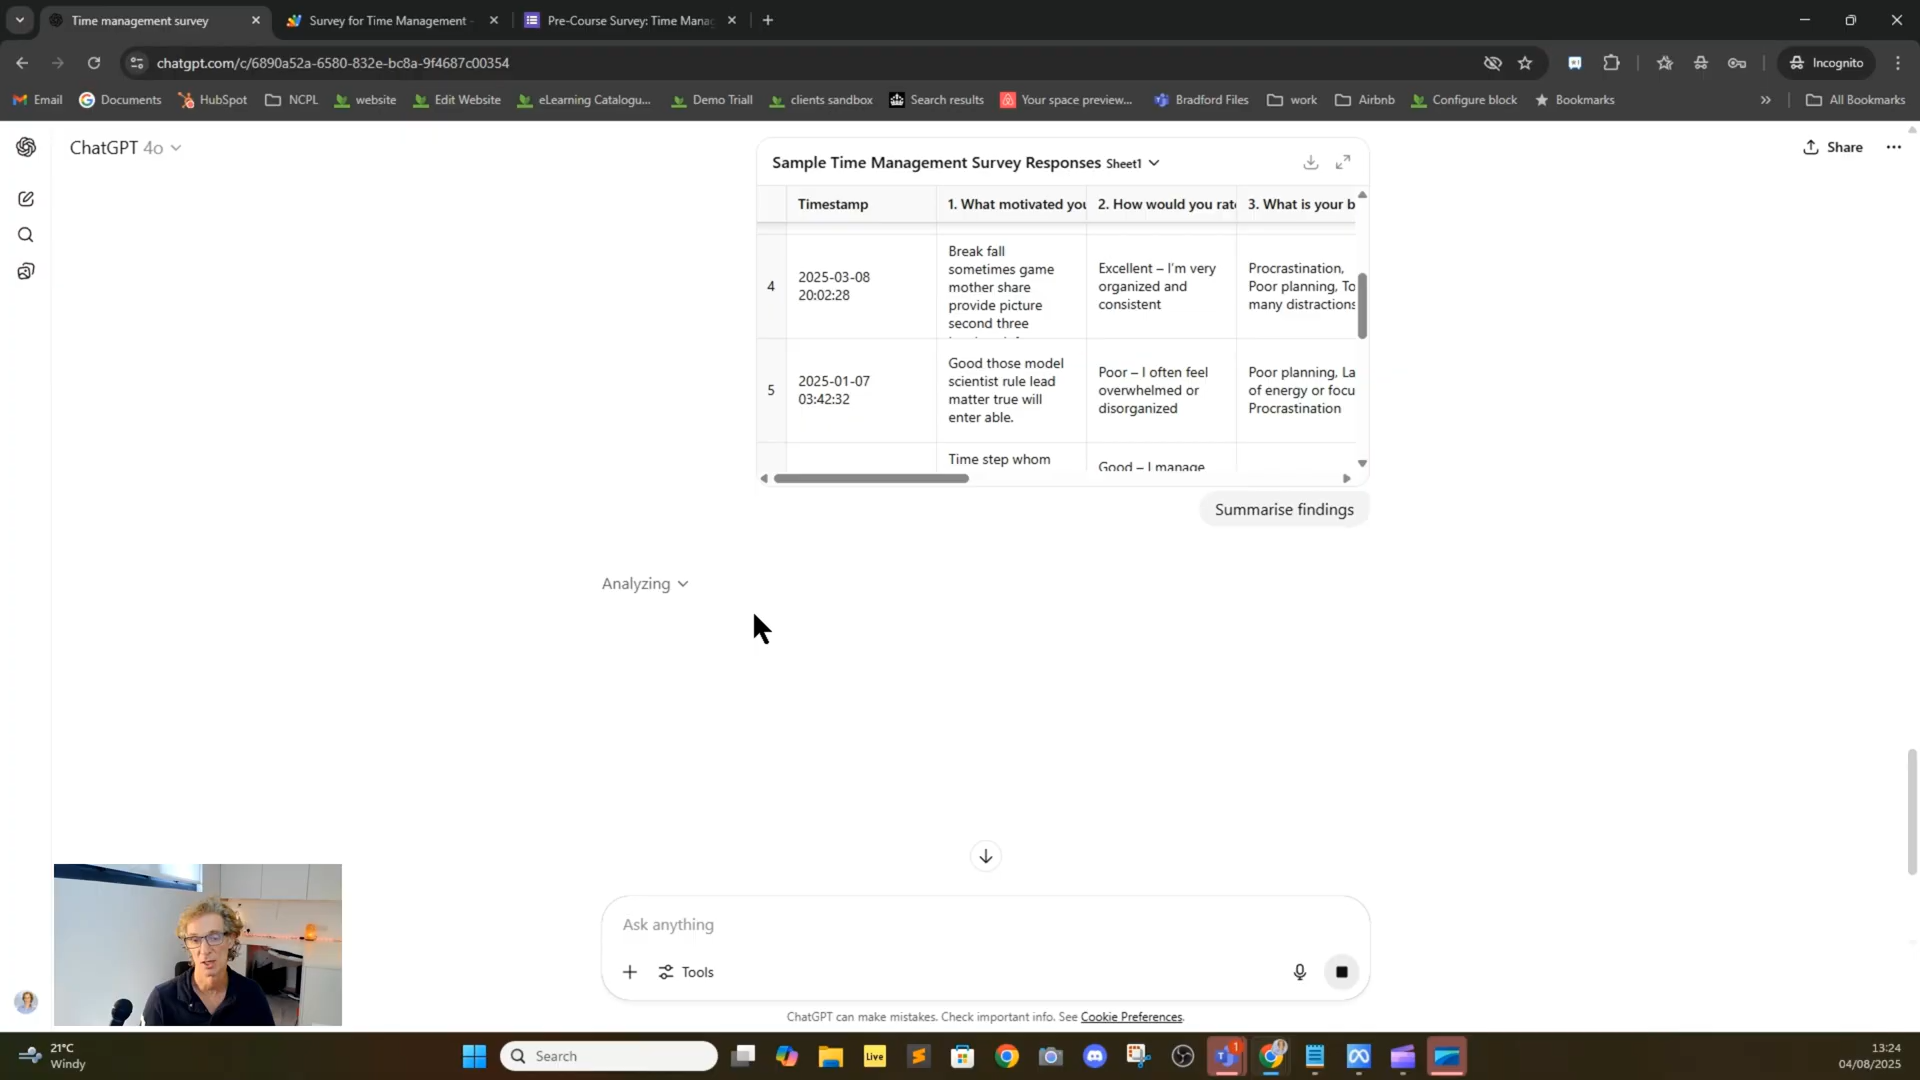 Time management survey
Survey for Time Management -
Pre-Course Survey: Time Mana
chatgpt.com/c/6890a52a-6580-832e-bc8a-9f4687c00354
Incognito
Email
Documents
HubSpot
NCPL
website
Edit Website
eLearning Catalogu...
Demo Triall
clients sandbox
Search results
Your space preview...
Bradford Files
work
Airbnb
Configure block
Bookmarks
»
All Bookmarks
ChatGPT 4o
Share
Sample Time Management Survey Responses Sheet1
Timestamp
1. What motivated you
2. How would you rate
3. What is your b
4
2025-03-08
20:02:28
Break fall
sometimes game
mother share
provide picture
second three
Excellent – I'm very
organized and
consistent
Procrastination,
Poor planning, To
many distractions
5
2025-01-07
03:42:32
Good those model
scientist rule lead
matter true will
enter able.
Poor – I often feel
overwhelmed or
disorganized
Poor planning, La
of energy or focu
Procrastination
Time step whom
Good – I manage
Summarise findings
Analyzing
Ask anything
Tools
ChatGPT can make mistakes. Check important info. See Cookie Preferences.
21°C
Windy
Search
Live
1
13:24
04/08/2025